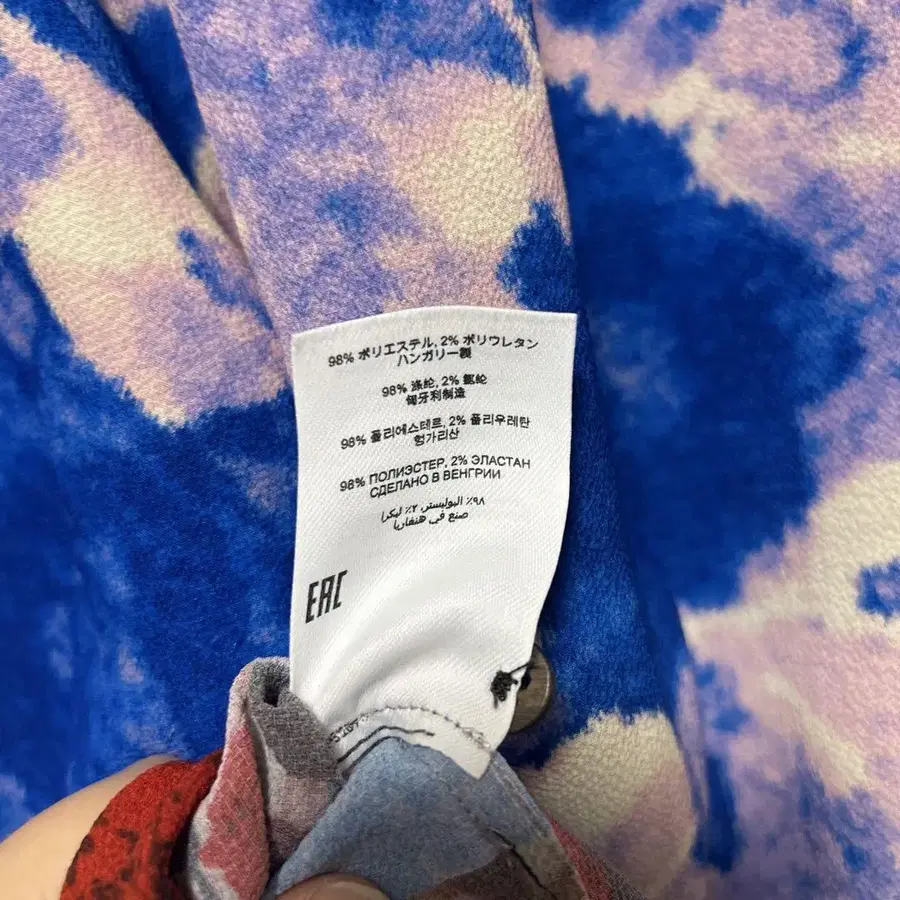 98% ポリエステル, 2% ポリウレタン
ハンガリー製
98% 涤纶, 2% 氨纶
匈牙利制造
98% 폴리에스테르, 2% 폴리우레탄
헝가리산
98% ПОЛИЭСТЕР, 2% ЭЛАСТАН
СДЕЛАНО В ВЕНГРИИ
٩٨٪ البوليستر, ٢٪ ليكرا
صنع في هنغاريا
EAC